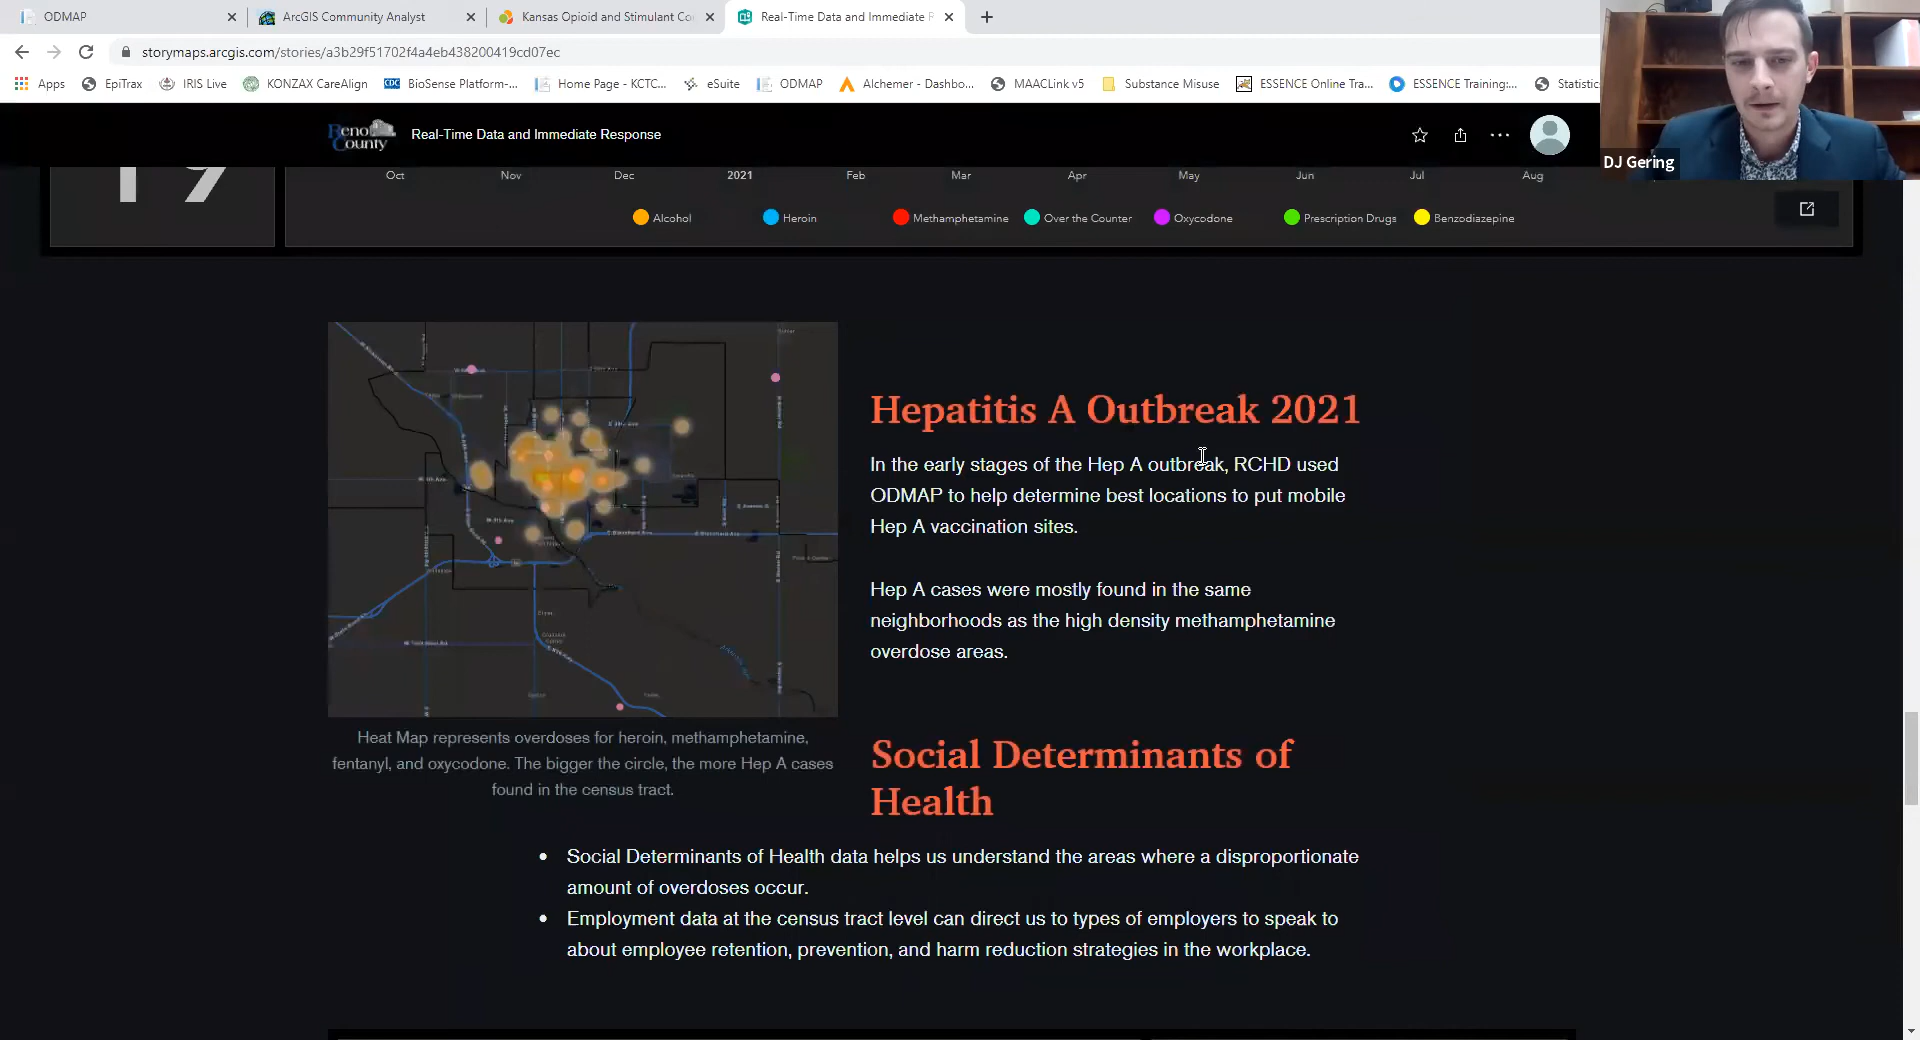 ODMAP
ArcGIS Community Analyst
Kansas Opioid and Stimulant Co
Real-Time Data and Immediate R
storymaps.arcgis.com/stories/a3b29f51702f4a4eb438200419cd07ec
Apps
EpiTrax
IRIS Live
KONZAX CareAlign
CDC
BioSense Platform-...
Home Page - KCTC...
eSuite
ODMAP
Alchemer - Dashbo...
MAACLink v5
Substance Misuse
ESSENCE Online Tra...
ESSENCE Training:...
Statistic
Reno County
Real-Time Data and Immediate Response
DJ Gering
19
Oct
Nov
Dec
2021
Feb
Mar
Apr
May
Jun
Jul
Aug
Alcohol
Heroin
Methamphetamine
Over the Counter
Oxycodone
Prescription Drugs
Benzodiazepine
Hepatitis A Outbreak 2021
In the early stages of the Hep A outbreak, RCHD used
ODMAP to help determine best locations to put mobile
Hep A vaccination sites.
Hep A cases were mostly found in the same
neighborhoods as the high density methamphetamine
overdose areas.
Heat Map represents overdoses for heroin, methamphetamine,
fentanyl, and oxycodone. The bigger the circle, the more Hep A cases
found in the census tract.
Social Determinants of
Health
• Social Determinants of Health data helps us understand the areas where a disproportionate
amount of overdoses occur.
• Employment data at the census tract level can direct us to types of employers to speak to
about employee retention, prevention, and harm reduction strategies in the workplace.